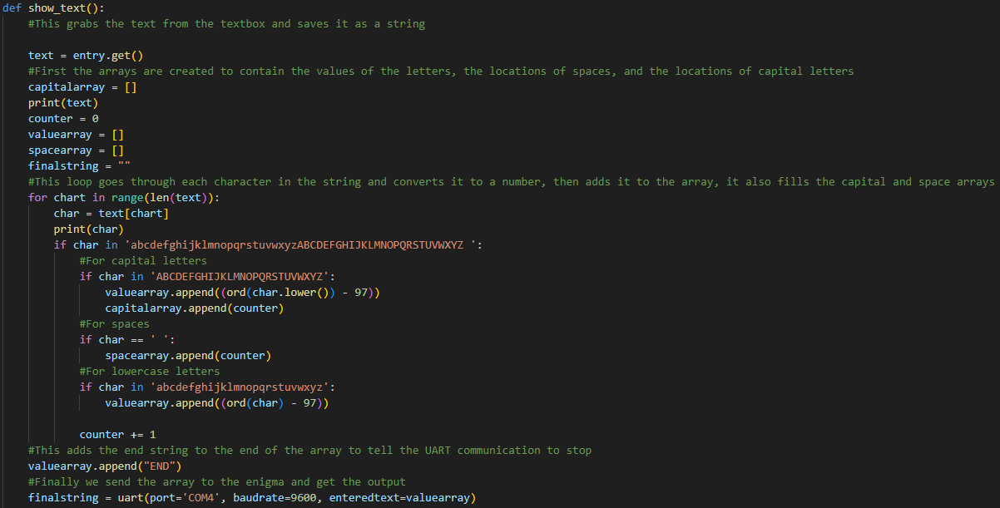 def show_text():
    #This grabs the text from the textbox and saves it as a string

    text = entry.get()
    #First the arrays are created to contain the values of the letters, the locations of spaces, and the locations of capital letters
    capitalarray = []
    print(text)
    counter = 0
    valuearray = []
    spacearray = []
    finalstring = ""
    #This loop goes through each character in the string and converts it to a number, then adds it to the array, it also fills the capital and space arrays
    for chart in range(len(text)):
        char = text[chart]
        print(char)
        if char in 'abcdefghijklmnopqrstuvwxyzABCDEFGHIJKLMNOPQRSTUVWXYZ ':
            #For capital letters
            if char in 'ABCDEFGHIJKLMNOPQRSTUVWXYZ':
                valuearray.append((ord(char.lower()) - 97))
                capitalarray.append(counter)
            #For spaces
            if char == ' ':
                spacearray.append(counter)
            #For lowercase letters
            if char in 'abcdefghijklmnopqrstuvwxyz':
                valuearray.append((ord(char) - 97))

            counter += 1
    #This adds the end string to the end of the array to tell the UART communication to stop
    valuearray.append("END")
    #Finally we send the array to the enigma and get the output
    finalstring = uart(port='COM4', baudrate=9600, enteredtext=valuearray)